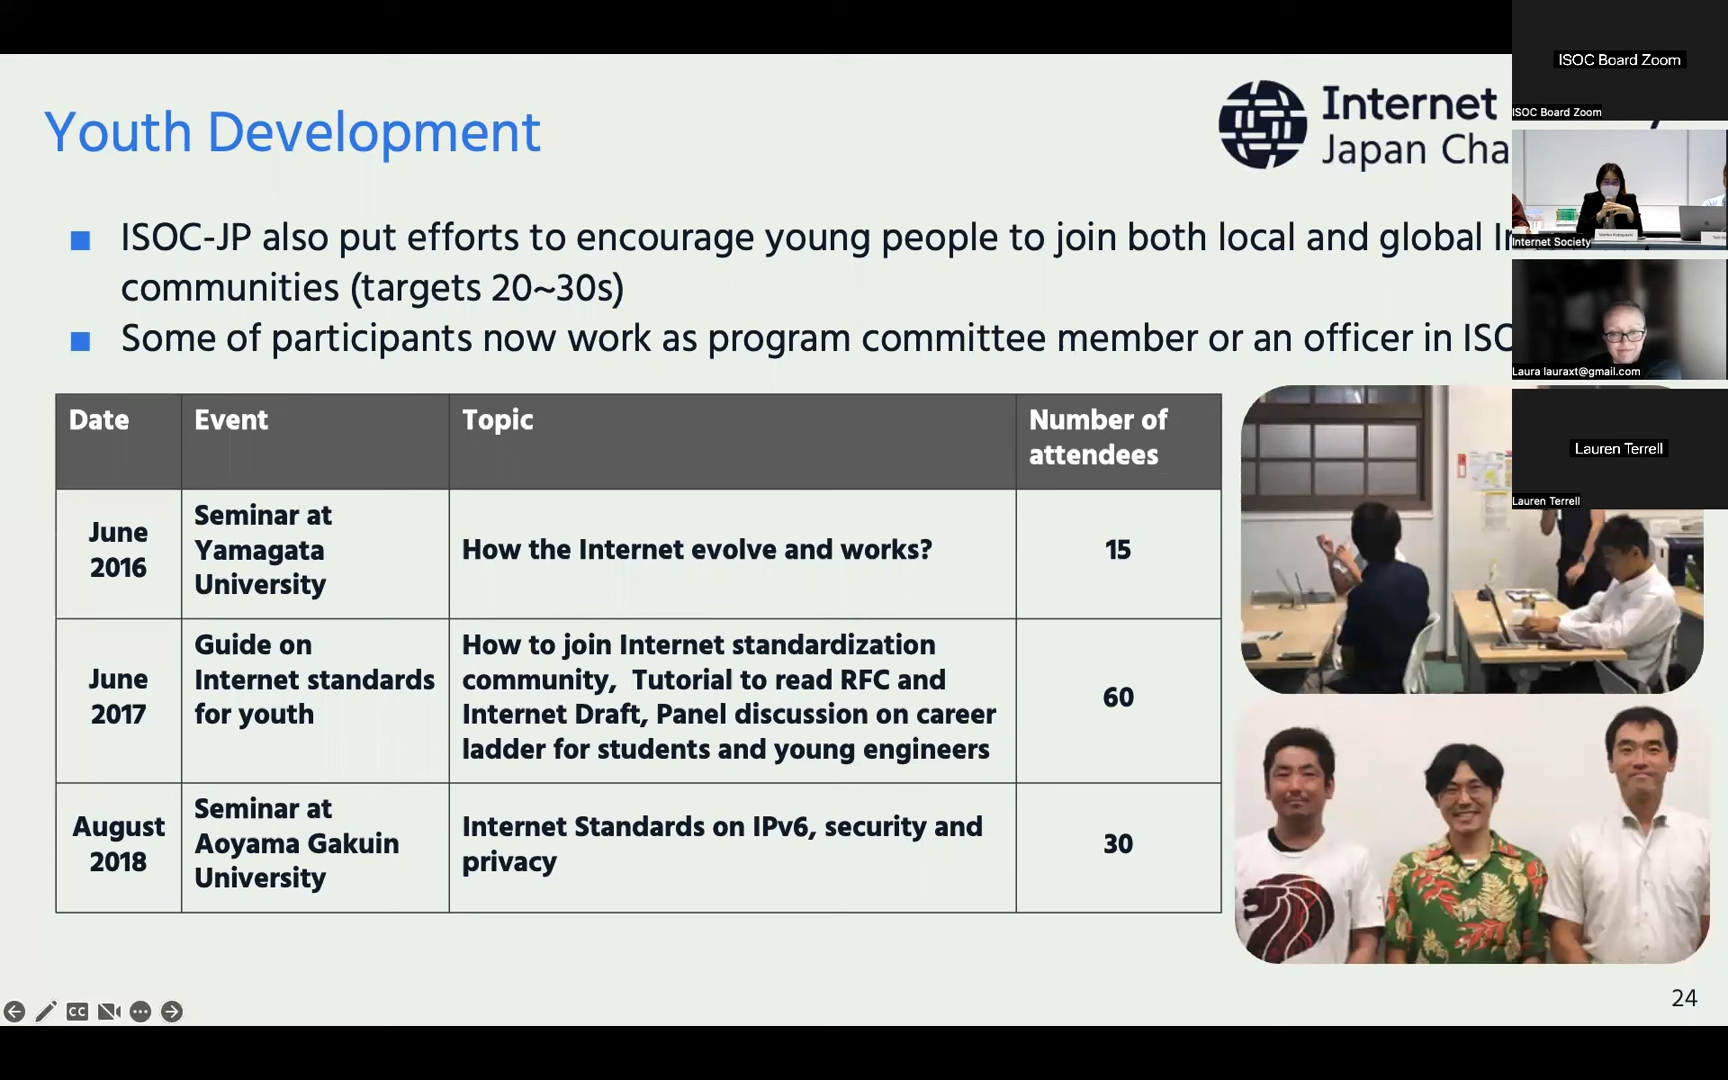 Youth Development
Internet
Japan Cha
■ ISOC-JP also put efforts to encourage young people to join both local and global
communities (targets 20~30s)
■ Some of participants now work as program committee member or an officer in ISO
Date Event Topic Number of
attendees
June
2016
Seminar at
Yamagata
University
How the Internet evolve and works?
15
June
2017
Guide on
Internet standards
for youth
How to join Internet standardization
community, Tutorial to read RFC and
Internet Draft, Panel discussion on career
ladder for students and young engineers
60
August
2018
Seminar at
Aoyama Gakuin
University
Internet Standards on IPv6, security and
privacy
30
24
CC
ISOC Board Zoom
ISOC Board Zoom
Internet Society
Laura lauraxt@gmail.com
Lauren Terrell
Lauren Terrell